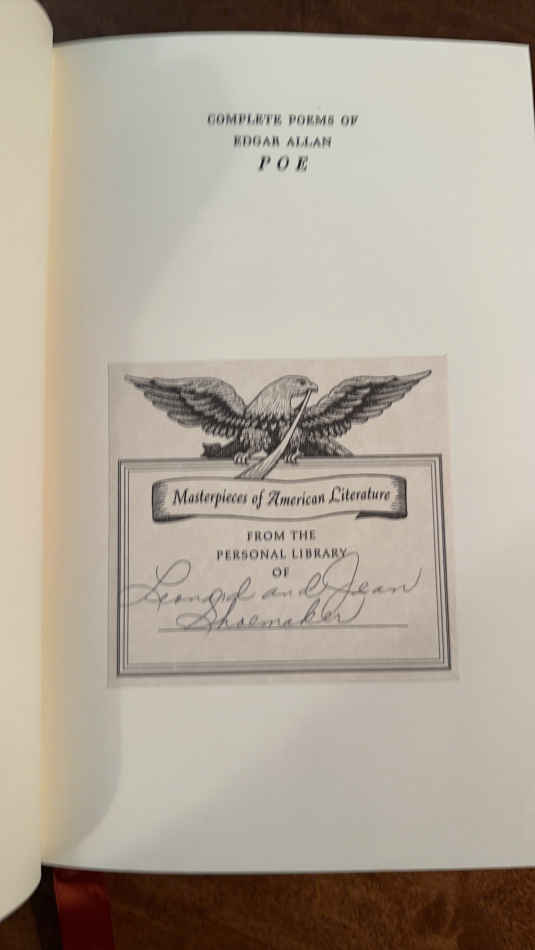 COMPLETE POEMS OF
EDGAR ALLAN
POE
Masterpieces of American Literature
FROM THE
PERSONAL LIBRARY
OF
Leonard and Jean
Shoemaker